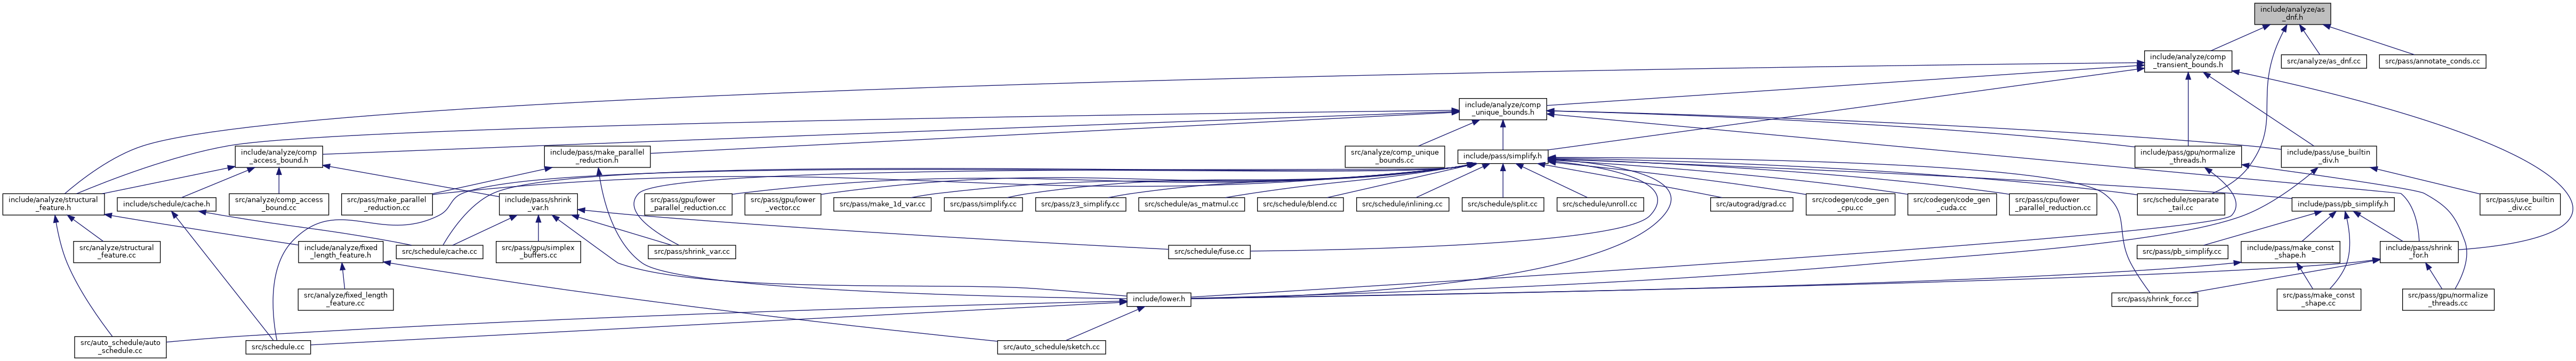 include/analyze/as
_dnf.h
include/analyze/comp
_transient_bounds.h
src/analyze/as_dnf.cc
src/pass/annotate_conds.cc
include/analyze/comp
_unique_bounds.h
include/analyze/comp
_access_bound.h
include/pass/make_parallel
_reduction.h
src/analyze/comp_unique
_bounds.cc
include/pass/simplify.h
include/pass/gpu/normalize
_threads.h
include/pass/use_builtin
_div.h
include/analyze/structural
_feature.h
include/schedule/cache.h
src/analyze/comp_access
_bound.cc
src/pass/make_parallel
_reduction.cc
include/pass/shrink
_var.h
src/pass/gpu/lower
_parallel_reduction.cc
src/pass/gpu/lower
_vector.cc
src/pass/make_1d_var.cc
src/pass/simplify.cc
src/pass/z3_simplify.cc
src/schedule/as_matmul.cc
src/schedule/blend.cc
src/schedule/inlining.cc
src/schedule/split.cc
src/schedule/unroll.cc
src/autograd/grad.cc
src/codegen/code_gen
_cpu.cc
src/codegen/code_gen
_cuda.cc
src/pass/cpu/lower
_parallel_reduction.cc
src/schedule/separate
_tail.cc
include/pass/pb_simplify.h
src/pass/use_builtin
_div.cc
src/analyze/structural
_feature.cc
include/analyze/fixed
_length_feature.h
src/schedule/cache.cc
src/pass/gpu/simplex
_buffers.cc
src/pass/shrink_var.cc
src/schedule/fuse.cc
src/pass/pb_simplify.cc
include/pass/make_const
_shape.h
include/pass/shrink
_for.h
src/analyze/fixed_length
_feature.cc
include/lower.h
src/pass/shrink_for.cc
src/pass/make_const
_shape.cc
src/pass/gpu/normalize
_threads.cc
src/auto_schedule/auto
_schedule.cc
src/schedule.cc
src/auto_schedule/sketch.cc